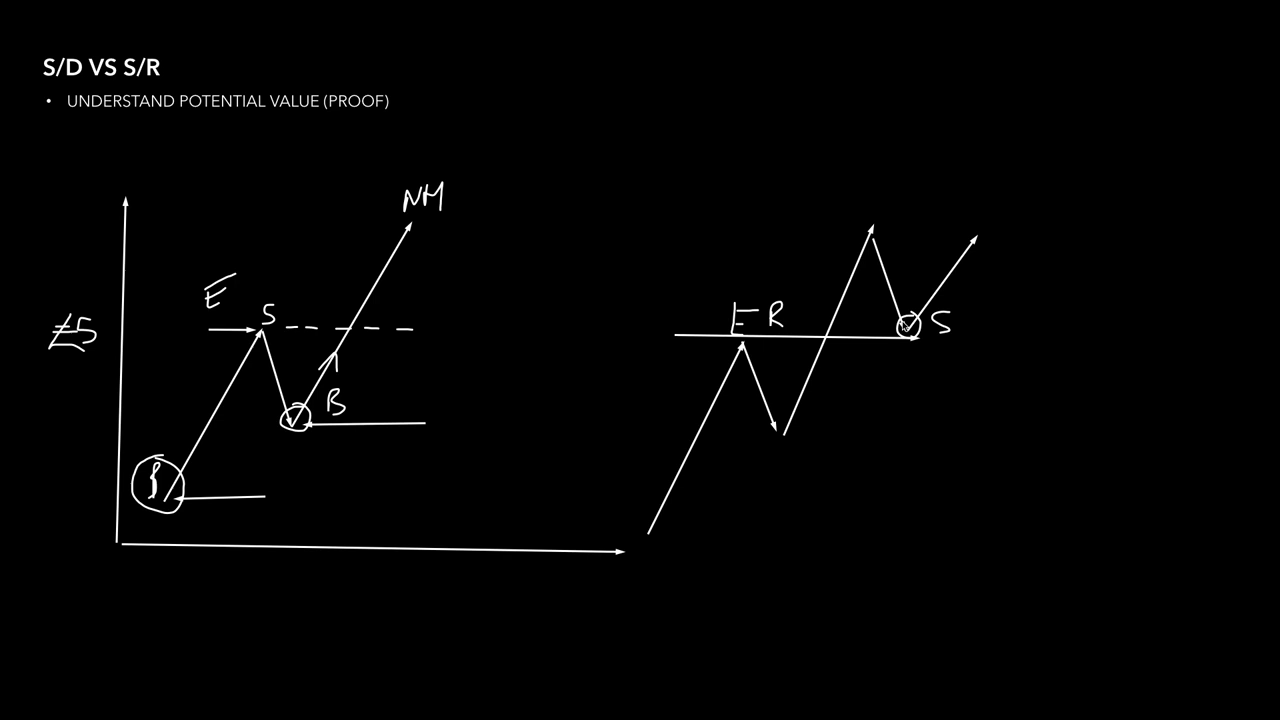 S/D VS S/R
• UNDERSTAND POTENTIAL VALUE (PROOF)
NM
E
S
£5
B
E R
S